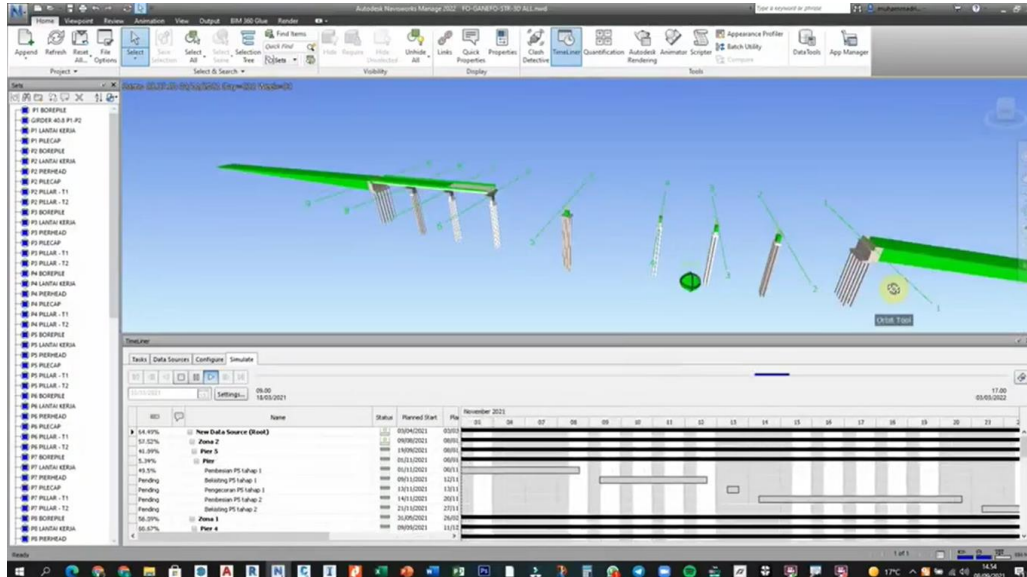 Autodesk Navisworks Manage 2022 FO-GANEFO-STR-3D ALL.nwd
Type a keyword or phrase
Home Viewpoint Review Animation View Output BIM 360 Glue Render
Append Refresh Reset All... File Options
Select Save Selection Select All Select Same Selection Tree
Find Items
Quick Find
Sets
Hide Require Hide Unselected Unhide All
Links Quick Properties Properties
Clash Detective TimeLiner Quantification Autodesk Rendering Animator Scripter
Appearance Profiler
Batch Utility
Compare
DataTools App Manager
Project Select & Search Visibility Display Tools
Sets
P1 BOREPILE
GIRDER 40.8 P1-P2
P1 LANTAI KERJA
P1 PILECAP
P2 BOREPILE
P2 LANTAI KERJA
P2 PIERHEAD
P2 PILECAP
P2 PILLAR - T1
P2 PILLAR - T2
P3 BOREPILE
P3 LANTAI KERJA
P3 PIERHEAD
P3 PILECAP
P3 PILLAR - T1
P3 PILLAR - T2
P4 BOREPILE
P4 LANTAI KERJA
P4 PIERHEAD
P4 PILECAP
P4 PILLAR - T1
P4 PILLAR - T2
P5 BOREPILE
P5 LANTAI KERJA
P5 PIERHEAD
P5 PILECAP
P5 PILLAR - T1
P5 PILLAR - T2
P6 BOREPILE
P6 LANTAI KERJA
P6 PIERHEAD
P6 PILECAP
P6 PILLAR - T1
P6 PILLAR - T2
P7 BOREPILE
P7 LANTAI KERJA
P7 PIERHEAD
P7 PILECAP
P7 PILLAR - T1
P7 PILLAR - T2
P8 BOREPILE
P8 LANTAI KERJA
P8 PIERHEAD
Orbit Tool
TimeLiner
Tasks Data Sources Configure Simulate
Settings...
09.00
18/03/2021
17.00
03/03/2022
Name Status Planned Start
November 2021
64.49% New Data Source (Root) 03/04/2021
57.52% Zona 2 09/08/2021
41.09% Pier 5 19/09/2021
5.34% Pier 01/11/2021
49.5% Pembesian P5 tahap 1 01/11/2021
Pending Bekisting P5 tahap 1 09/11/2021
Pending Pengecoran P5 tahap 1 13/11/2021
Pending Pembesian P5 tahap 2 14/11/2021
Pending Bekisting P5 tahap 2 21/11/2021
Zona 1 31/05/2021
Pier 4 09/05/2021
Ready
1 of 1
17°C
14.54